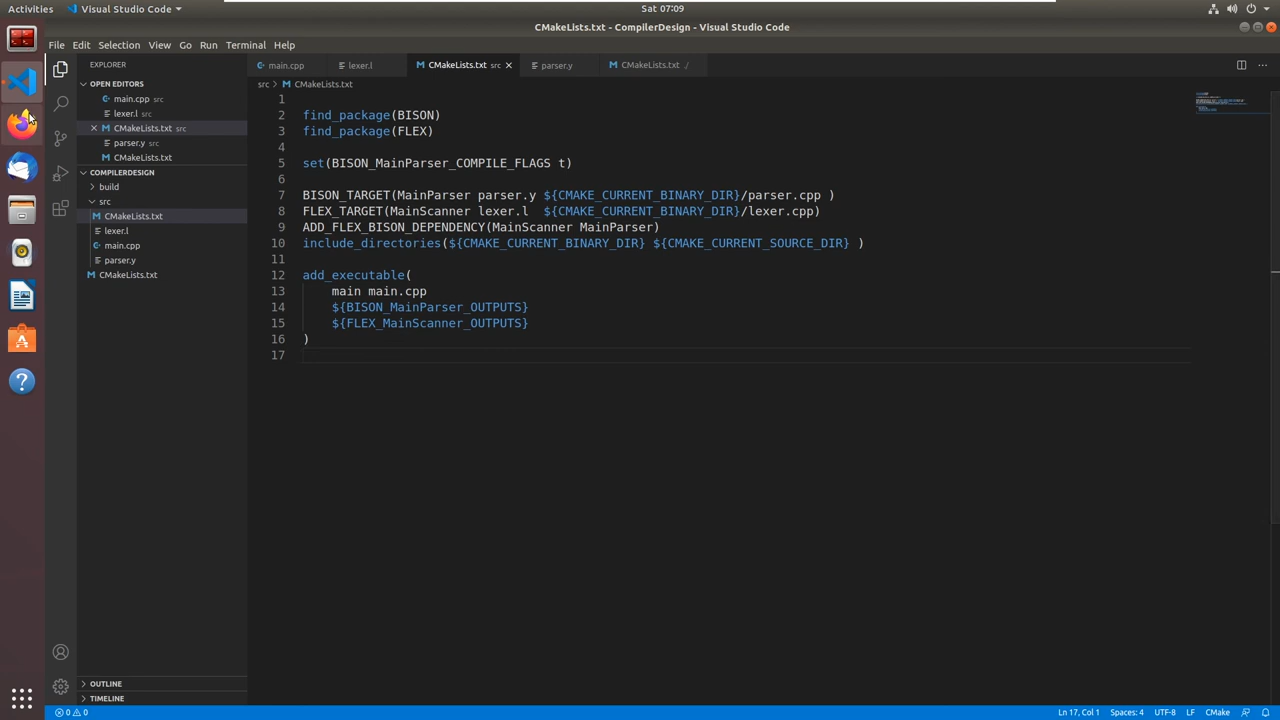 Activities
Visual Studio Code
Sat 07:09
CMakeLists.txt - CompilerDesign - Visual Studio Code
File Edit Selection View Go Run Terminal Help
EXPLORER
OPEN EDITORS
main.cpp src
lexer.l src
CMakeLists.txt src
parser.y src
CMakeLists.txt
COMPILERDESIGN
build
src
CMakeLists.txt
lexer.l
main.cpp
parser.y
CMakeLists.txt
OUTLINE
TIMELINE
main.cpp
lexer.l
CMakeLists.txt src
parser.y
CMakeLists.txt /
src > CMakeLists.txt
1
2 find_package(BISON)
3 find_package(FLEX)
4
5 set(BISON_MainParser_COMPILE_FLAGS t)
6
7 BISON_TARGET(MainParser parser.y ${CMAKE_CURRENT_BINARY_DIR}/parser.cpp )
8 FLEX_TARGET(MainScanner lexer.l  ${CMAKE_CURRENT_BINARY_DIR}/lexer.cpp)
9 ADD_FLEX_BISON_DEPENDENCY(MainScanner MainParser)
10 include_directories(${CMAKE_CURRENT_BINARY_DIR} ${CMAKE_CURRENT_SOURCE_DIR} )
11
12 add_executable(
13     main main.cpp
14     ${BISON_MainParser_OUTPUTS}
15     ${FLEX_MainScanner_OUTPUTS}
16 )
17
0 0
Ln 17, Col 1
Spaces: 4
UTF-8
LF
CMake